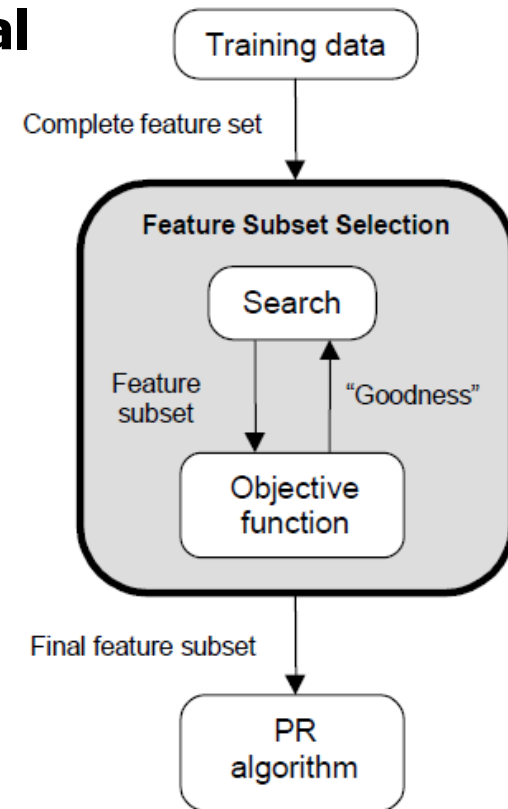 al
Training data
Complete feature set
Feature Subset Selection
Search
Feature
subset
“Goodness”
Objective
function
Final feature subset
PR
algorithm